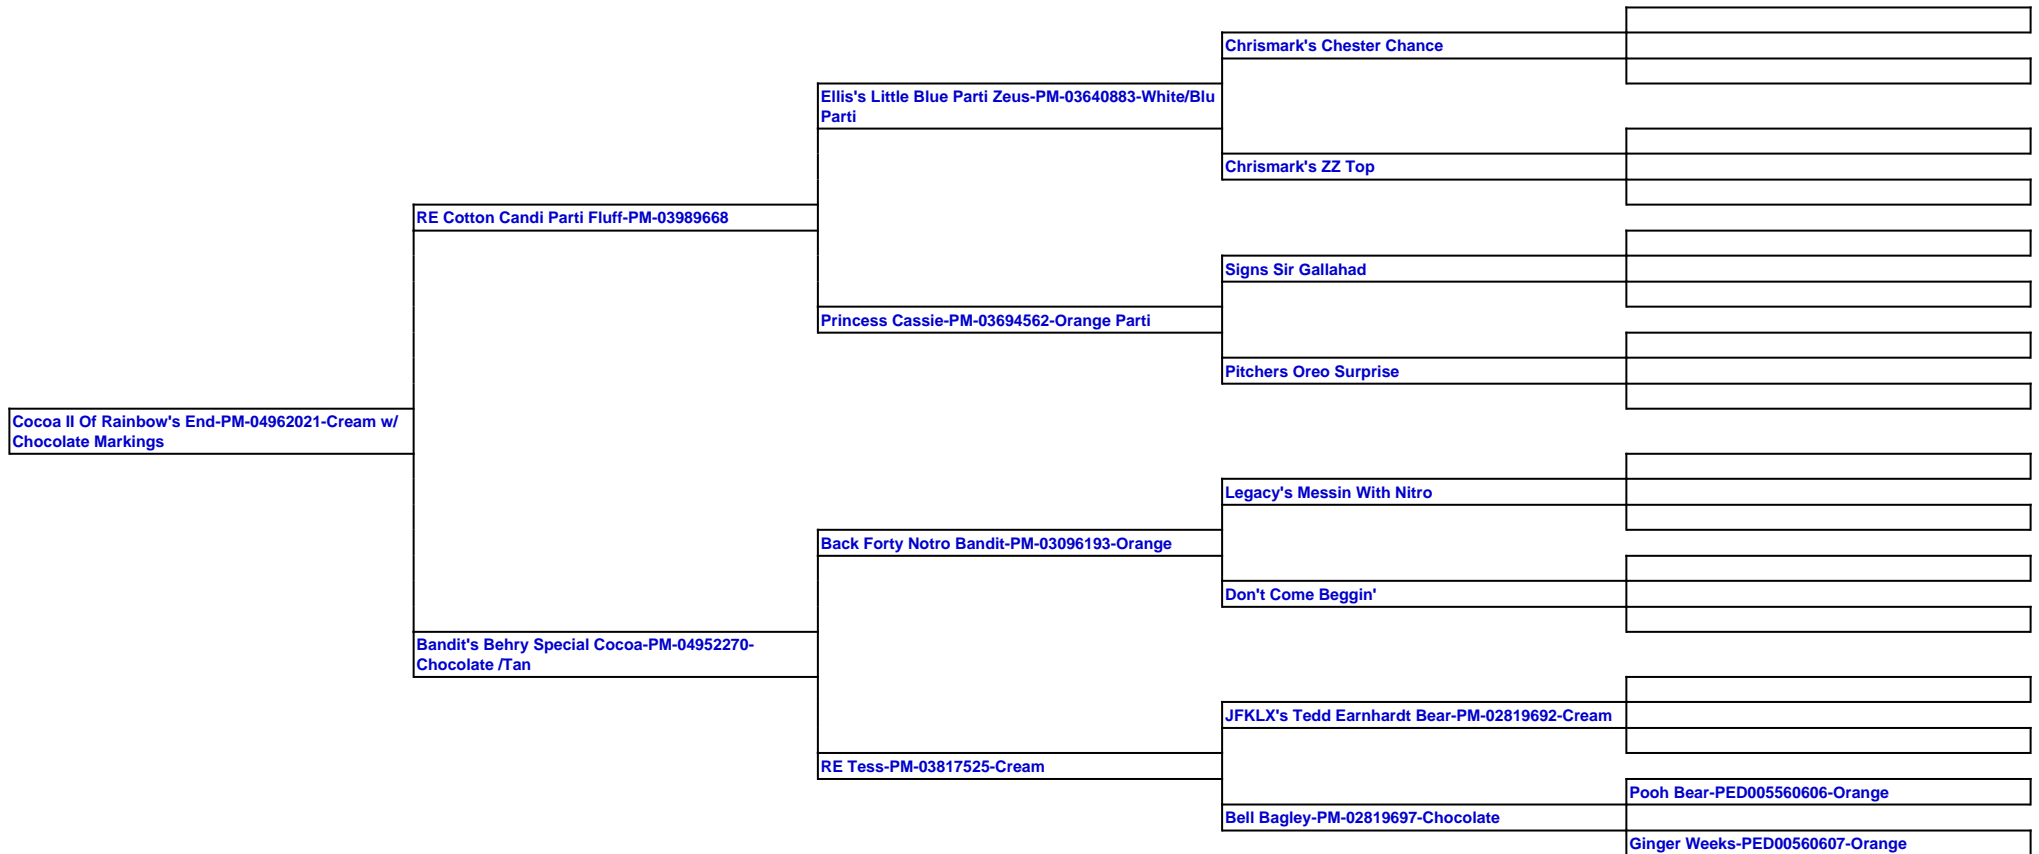 Chrismark's Chester Chance
Ellis's Little Blue Parti Zeus-PM-03640883-White/Blu
Parti
Chrismark's ZZ Top
RE Cotton Candi Parti Fluff-PM-03989668
Signs Sir Gallahad
Princess Cassie-PM-03694562-Orange Parti
Pitchers Oreo Surprise
Cocoa II Of Rainbow's End-PM-04962021-Cream w/
Chocolate Markings
Legacy's Messin With Nitro
Back Forty Notro Bandit-PM-03096193-Orange
Don't Come Beggin'
Bandit's Behry Special Cocoa-PM-04952270-
Chocolate /Tan
JFKLX's Tedd Earnhardt Bear-PM-02819692-Cream
RE Tess-PM-03817525-Cream
Pooh Bear-PED005560606-Orange
Bell Bagley-PM-02819697-Chocolate
Ginger Weeks-PED00560607-Orange